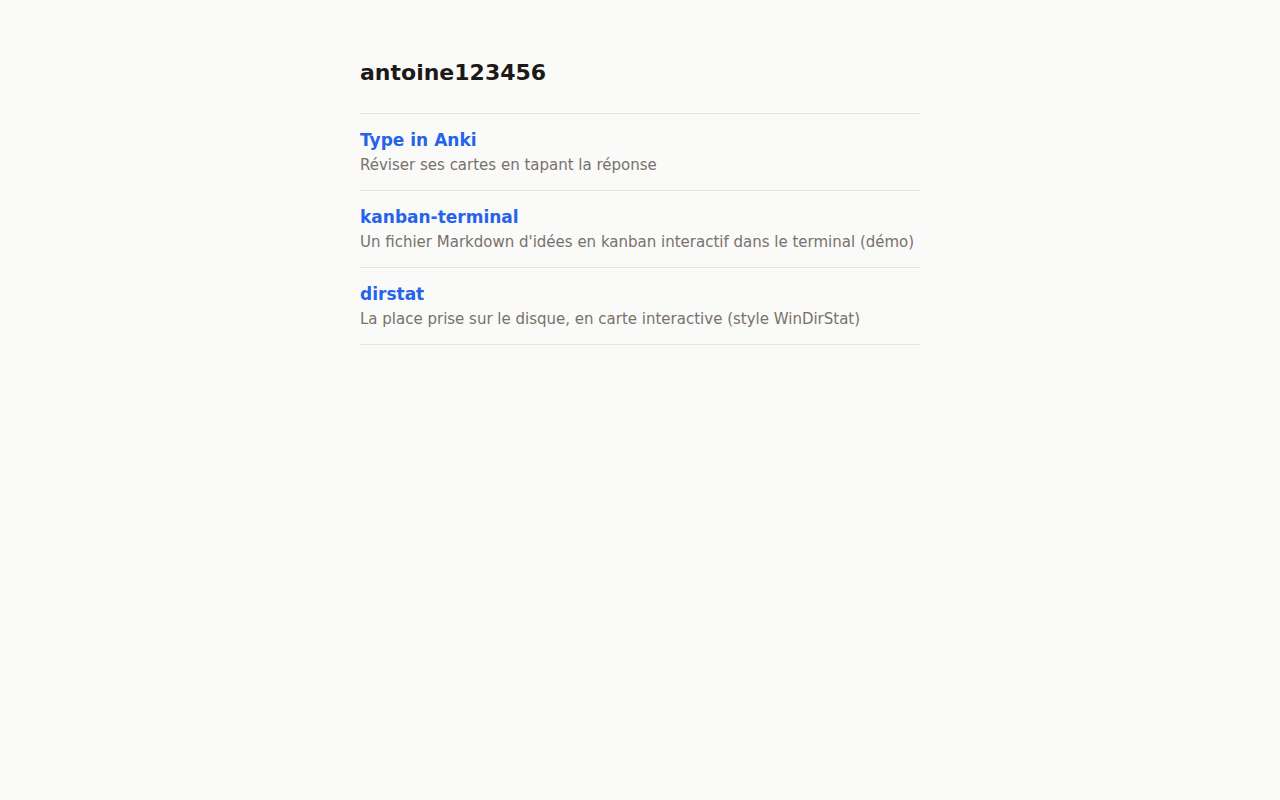 antoine123456
Type in Anki
Réviser ses cartes en tapant la réponse
kanban-terminal
Un fichier Markdown d'idées en kanban interactif dans le terminal (démo)
dirstat
La place prise sur le disque, en carte interactive (style WinDirStat)